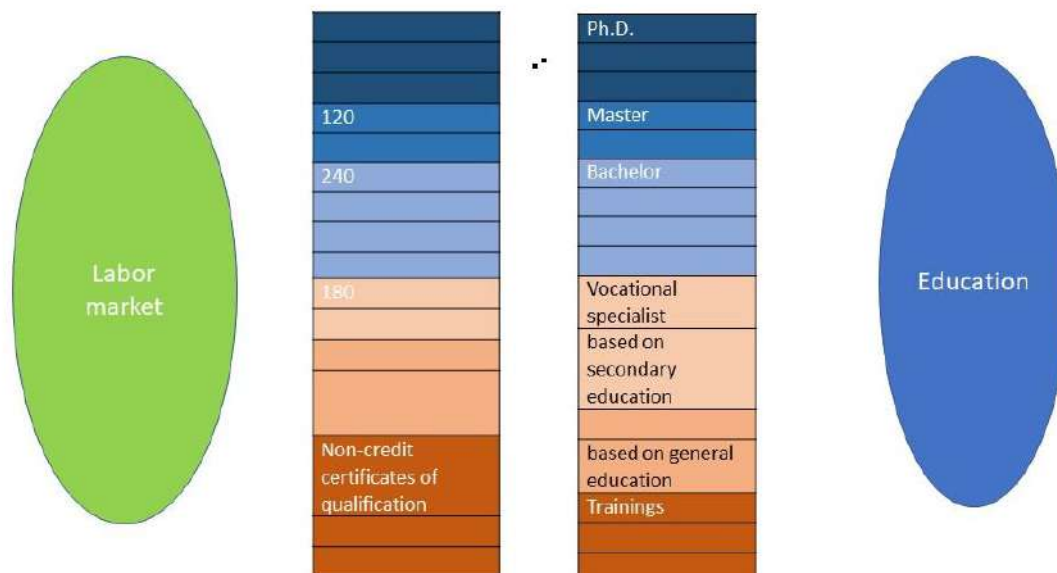 Labor
market
120
240
180
Non-credit
certificates of
qualification
Ph.D.
Master
Bachelor
Vocational
specialist
based on
secondary
education
based on general
education
Trainings
Education